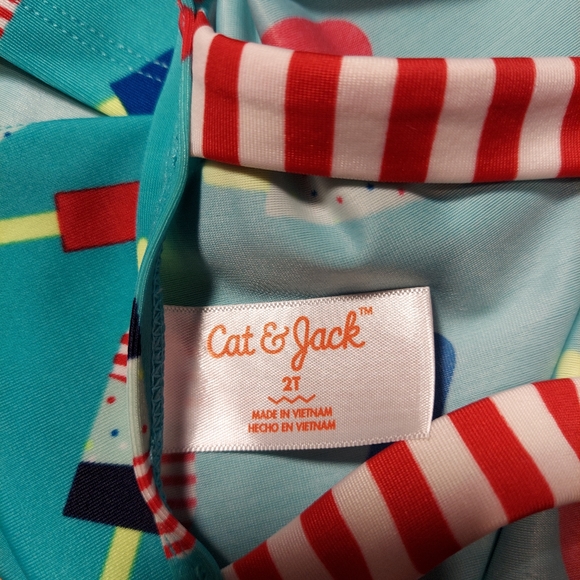 Cat & Jack™
2T
MADE IN VIETNAM
HECHO EN VIETNAM